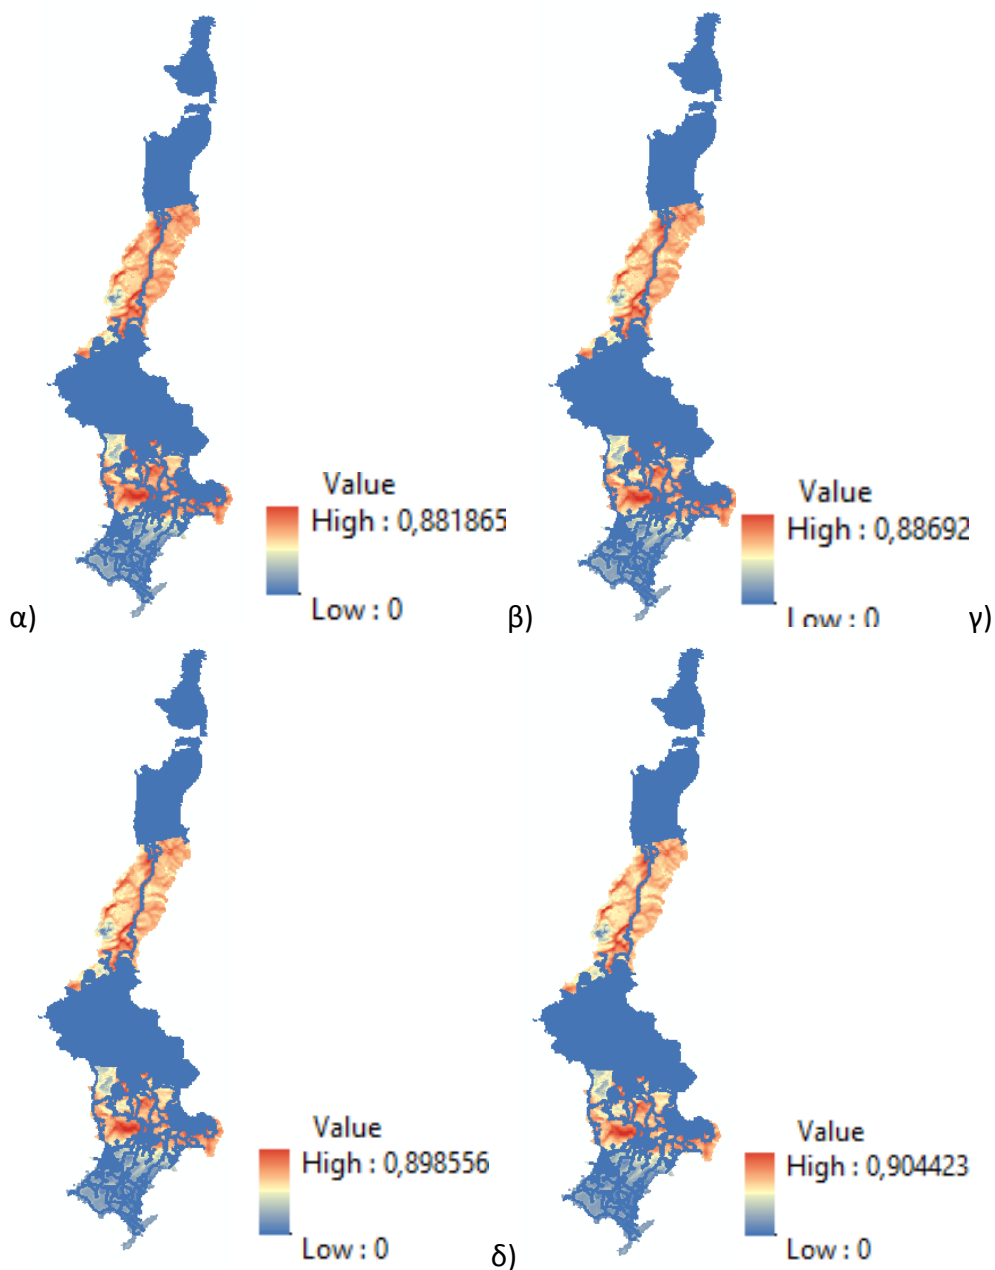 Value
High : 0,881865
Low : 0
α)
Value
High : 0,88692
Low : 0
β)
γ)
Value
High : 0,898556
Low : 0
Value
High : 0,904423
Low : 0
δ)